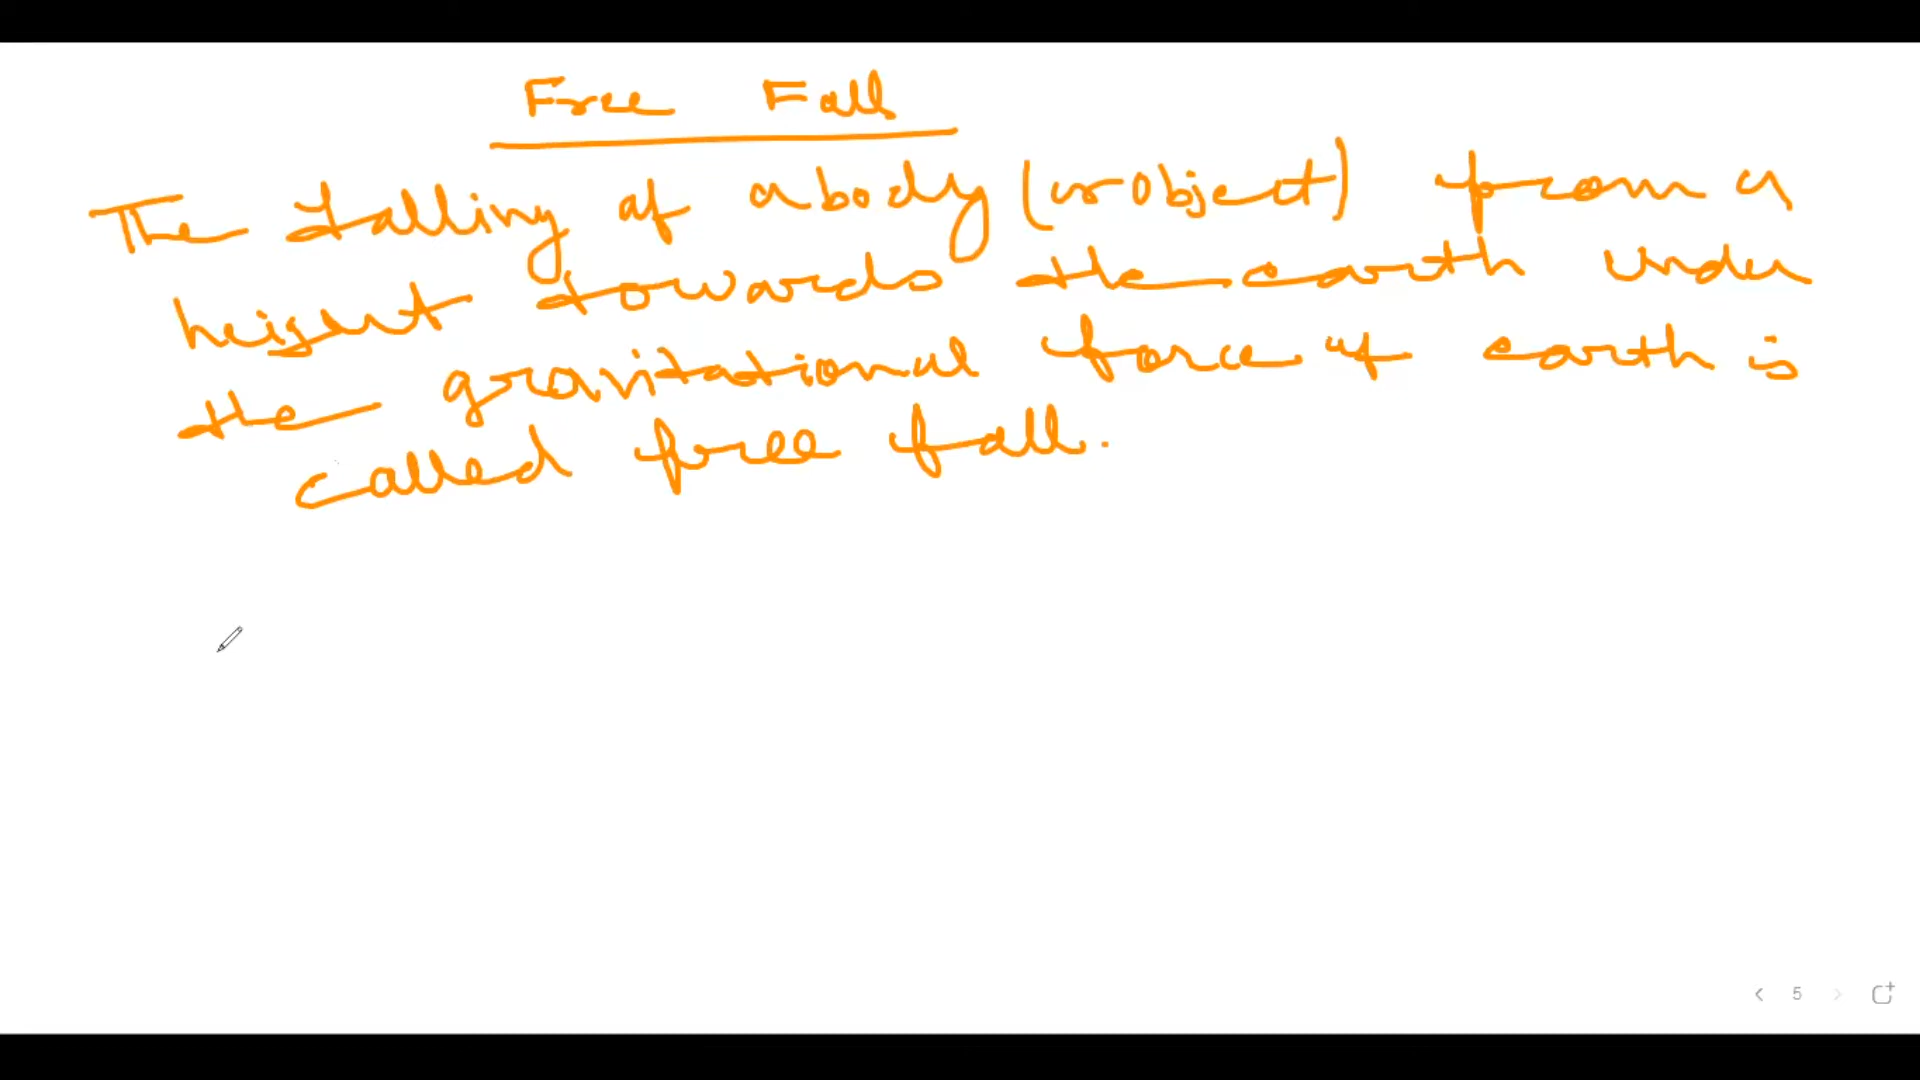 Free Fall
The falling of a body (or object) from a
height towards the earth under
the gravitational force of earth is
called free fall.
5